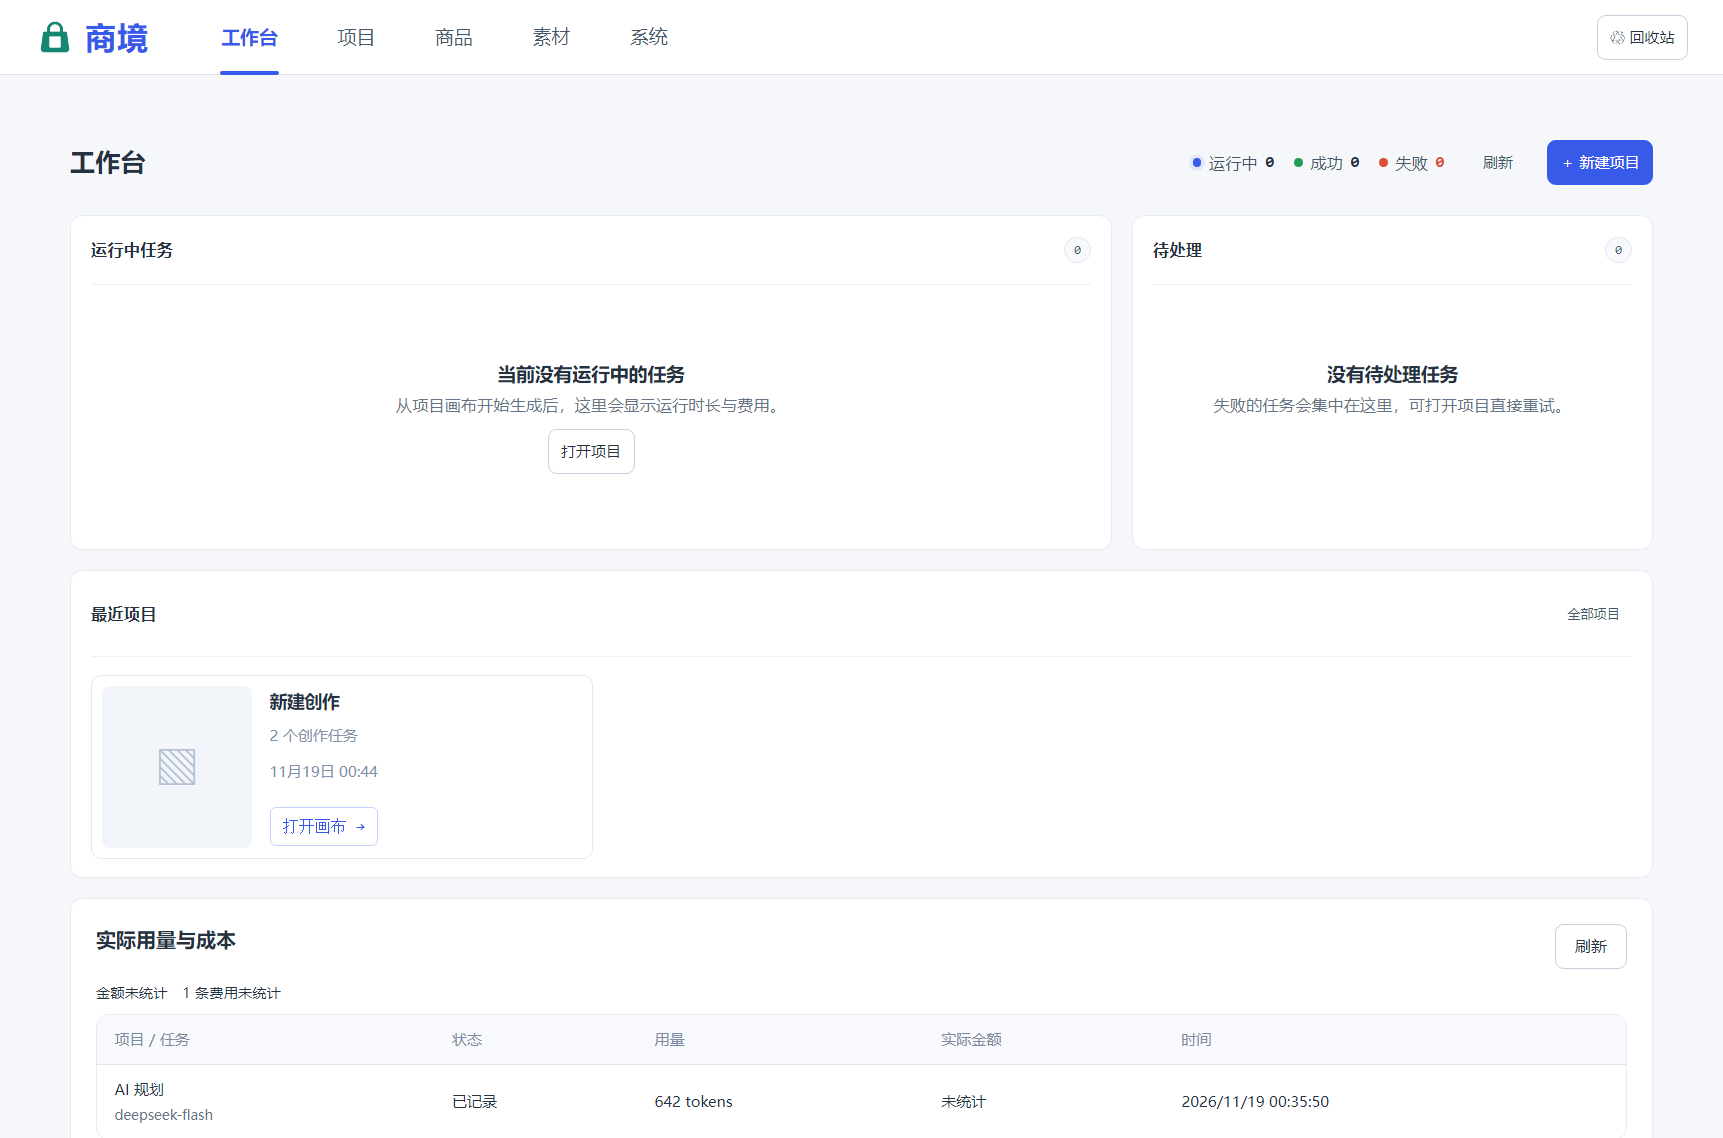 商境
工作台
项目
商品
素材
系统
回收站
工作台
运行中 0
成功 0
失败 0
刷新
+ 新建项目
运行中任务
0
当前没有运行中的任务
从项目画布开始生成后，这里会显示运行时长与费用。
打开项目
待处理
0
没有待处理任务
失败的任务会集中在这里，可打开项目直接重试。
最近项目
全部项目
新建创作
2 个创作任务
11月19日 00:44
打开画布 →
实际用量与成本
刷新
金额未统计 1 条费用未统计
项目 / 任务 状态 用量 实际金额 时间
AI 规划
deepseek-flash
已记录
642 tokens
未统计
2026/11/19 00:35:50